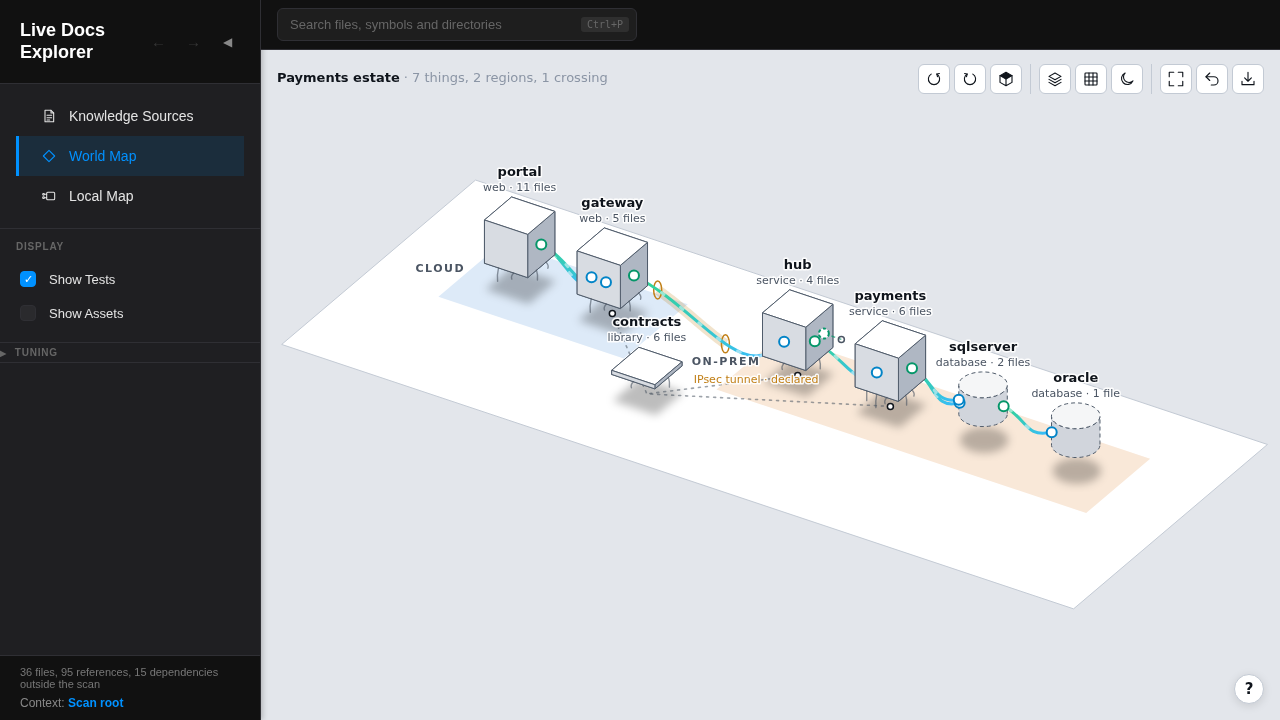 Live Docs
Explorer
← → ◀
Search files, symbols and directories
Ctrl+P
Knowledge Sources
World Map
Local Map
DISPLAY
Show Tests
Show Assets
TUNING
36 files, 95 references, 15 dependencies
outside the scan
Context: Scan root
Payments estate · 7 things, 2 regions, 1 crossing
portal
web · 11 files
gateway
web · 5 files
CLOUD
hub
service · 4 files
payments
service · 6 files
contracts
library · 6 files
sqlserver
database · 2 files
ON-PREM
IPsec tunnel · declared
oracle
database · 1 file
?